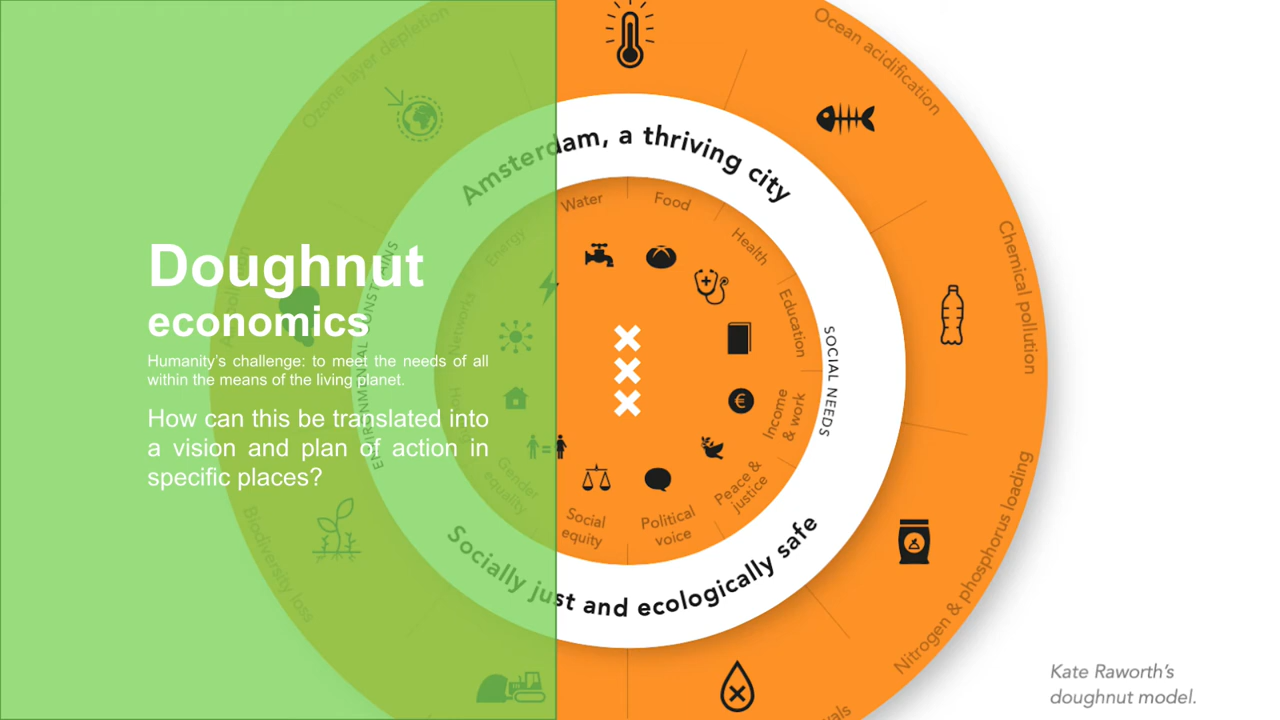 Doughnut
economics
Humanity's challenge: to meet the needs of all
within the means of the living planet.
How can this be translated into
a vision and plan of action in
specific places?
Ozone layer depletion
Ocean acidification
Chemical pollution
Nitrogen & phosphorus loading
Biodiversity loss
Amsterdam, a thriving city
Socially just and ecologically safe
SOCIAL NEEDS
Water
Food
Health
Education
Income
& work
Peace &
justice
Political
voice
Social
equity
Gender
equality
Networks
Energy
Kate Raworth's
doughnut model.